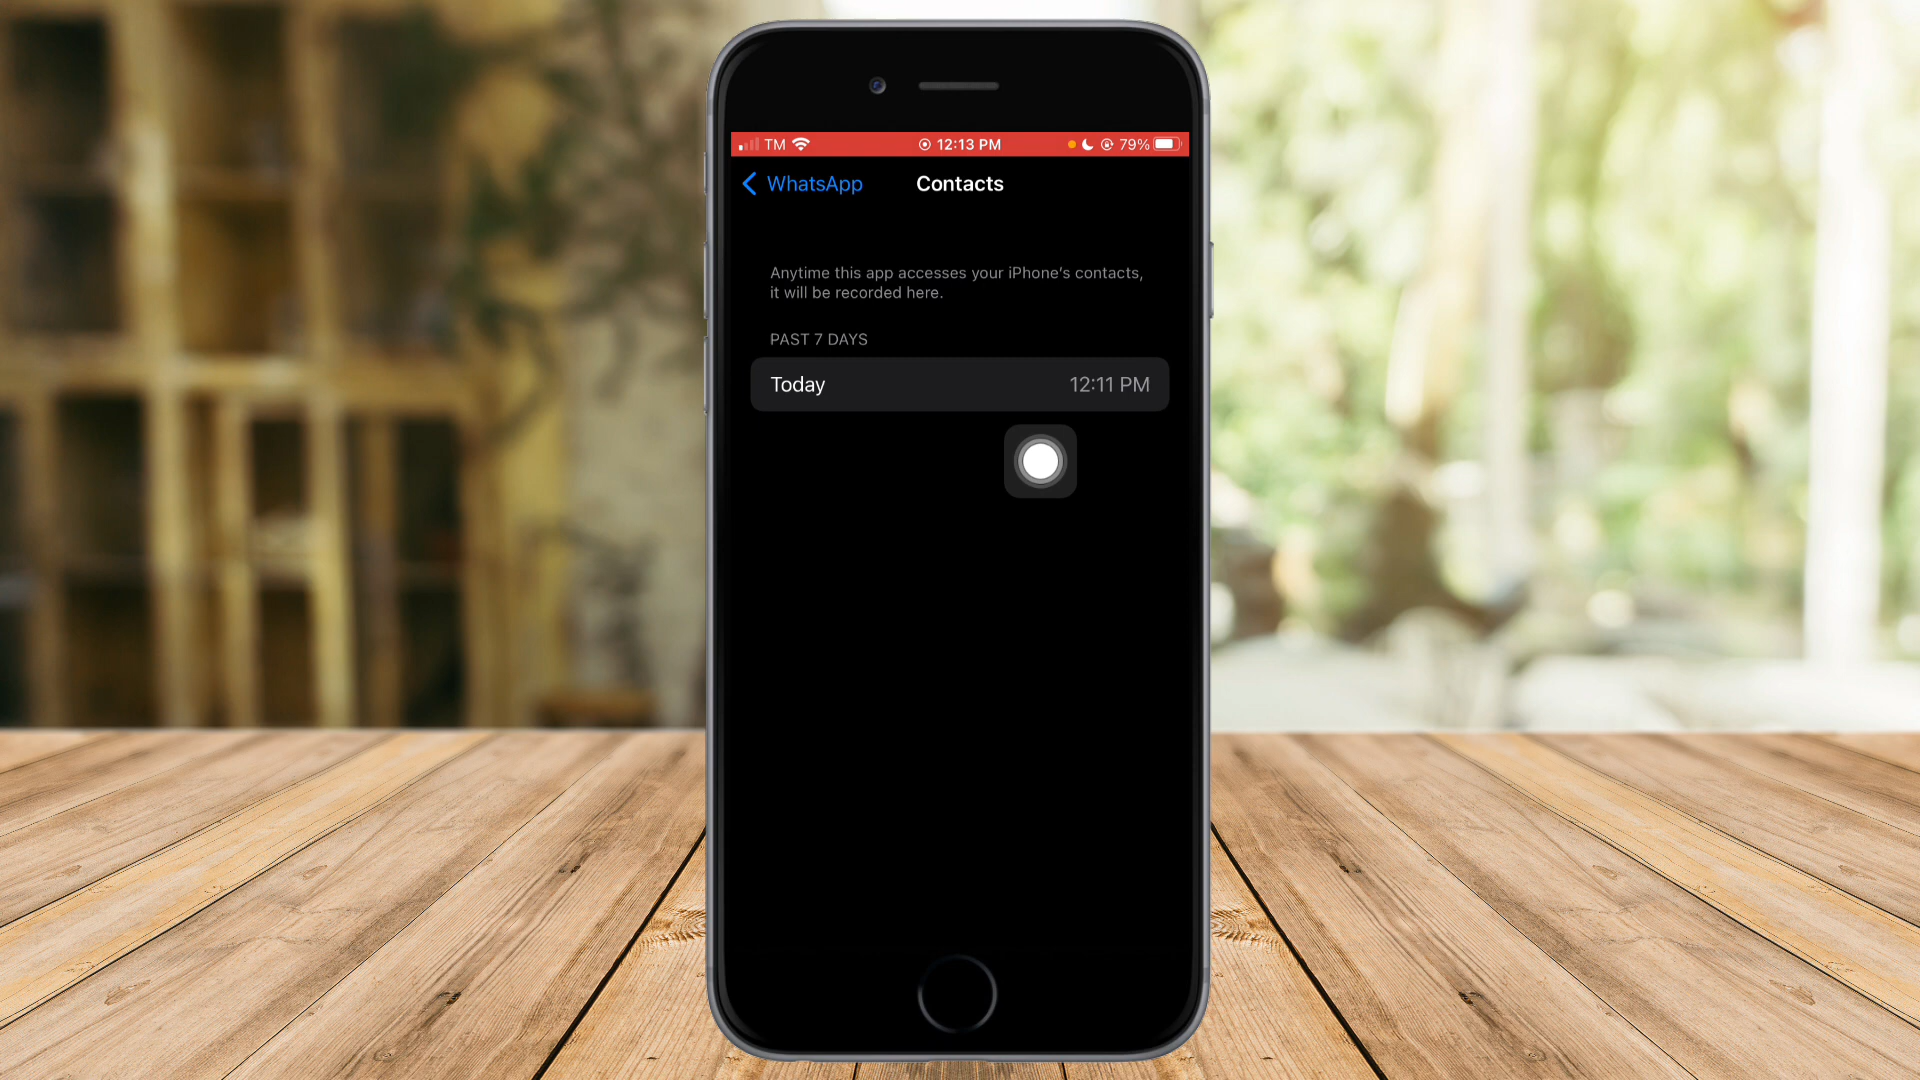 TM 12:13 PM 79%
WhatsApp Contacts
Anytime this app accesses your iPhone's contacts,
it will be recorded here.
PAST 7 DAYS
Today 12:11 PM